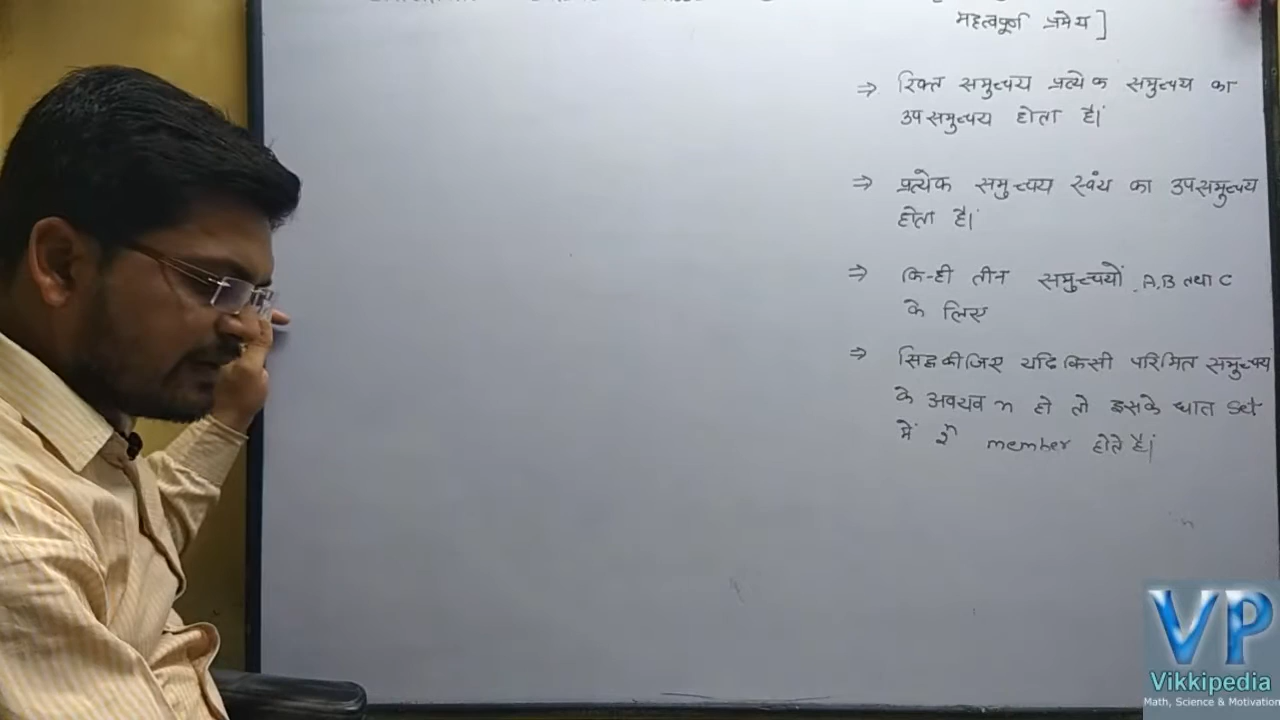 महत्वपूर्ण प्रमेय ]
⇒ रिक्त समुच्चय प्रत्येक समुच्चय का
उपसमुच्चय होता है।
⇒ प्रत्येक समुच्चय स्वंय का उपसमुच्चय
होता है।
⇒ किन्ही तीन समुच्चयों A,B तथा C
के लिए
⇒ सिद्ध कीजिए यदि किसी परिमित समुच्चय
के अवयव n हो तो इसके घात Set
में 2ⁿ member होते है।
VP
Vikkipedia
Math, Science & Motivation